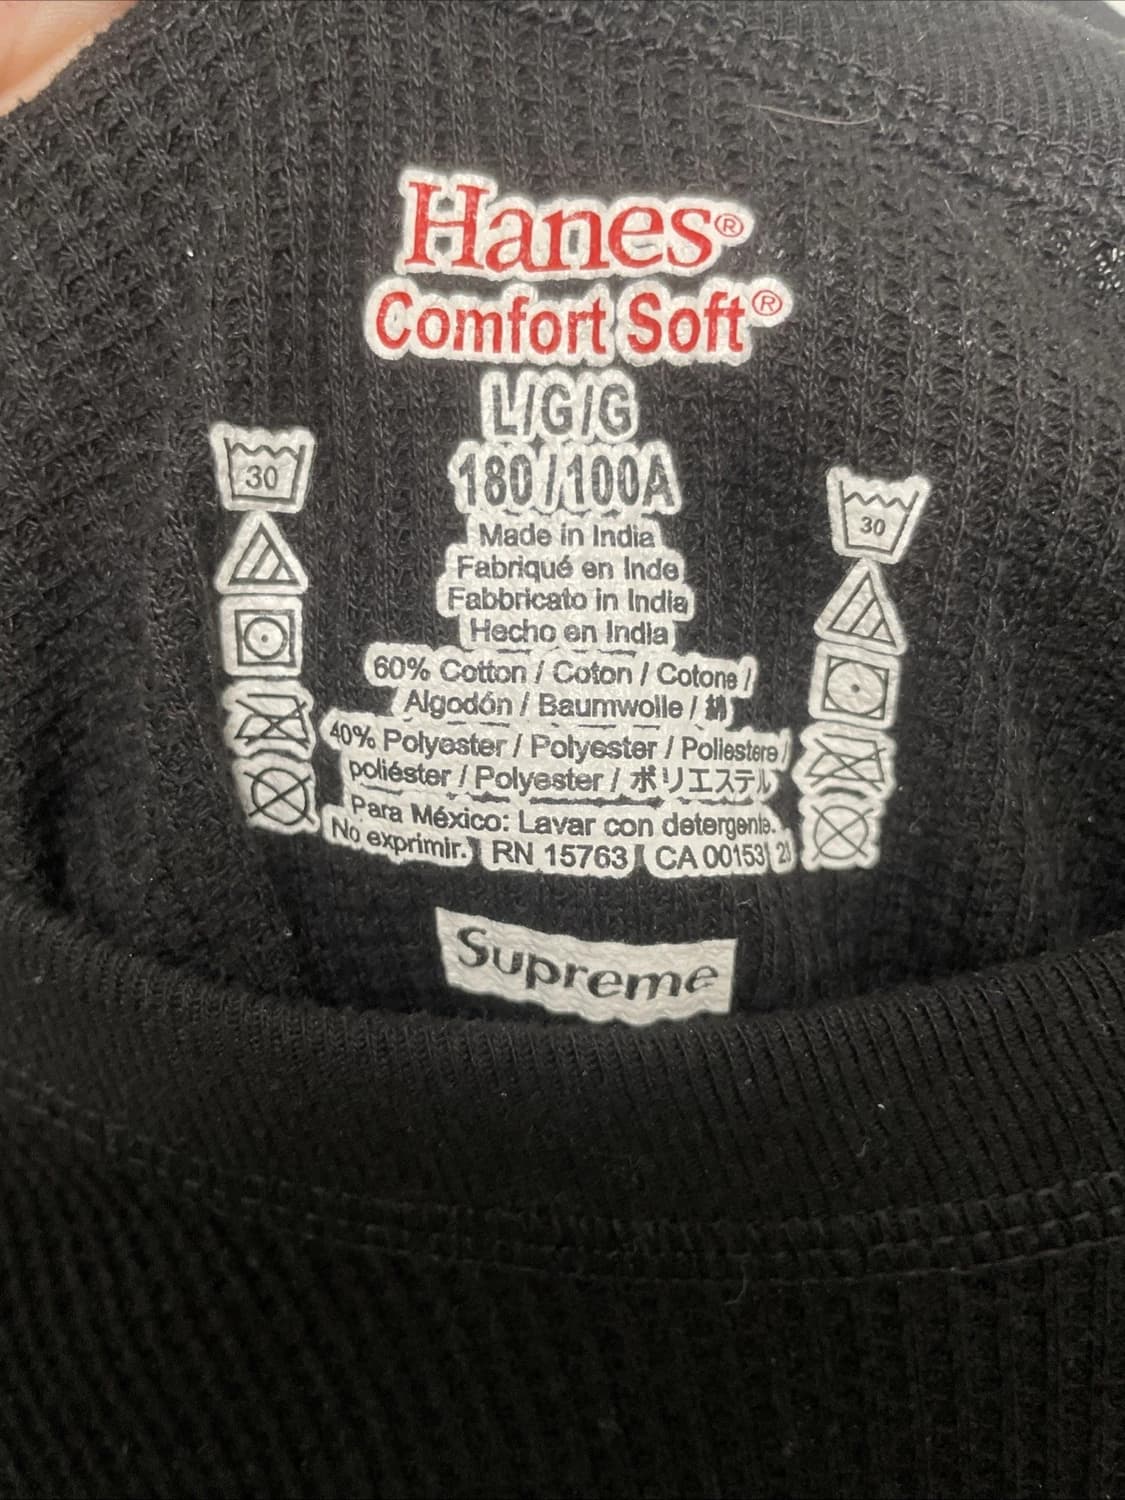 Hanes®
Comfort Soft®
L/G/G
180/100A
Made in India
Fabriqué en Inde
Fabbricato in India
Hecho en India
60% Cotton / Coton / Cotone /
Algodón / Baumwolle / 綿
40% Polyester / Polyester / Poliestere /
poliéster / Polyester / ポリエステル
Para México: Lavar con detergente.
No exprimir. RN 15763 CA 00153
30
30
Supreme